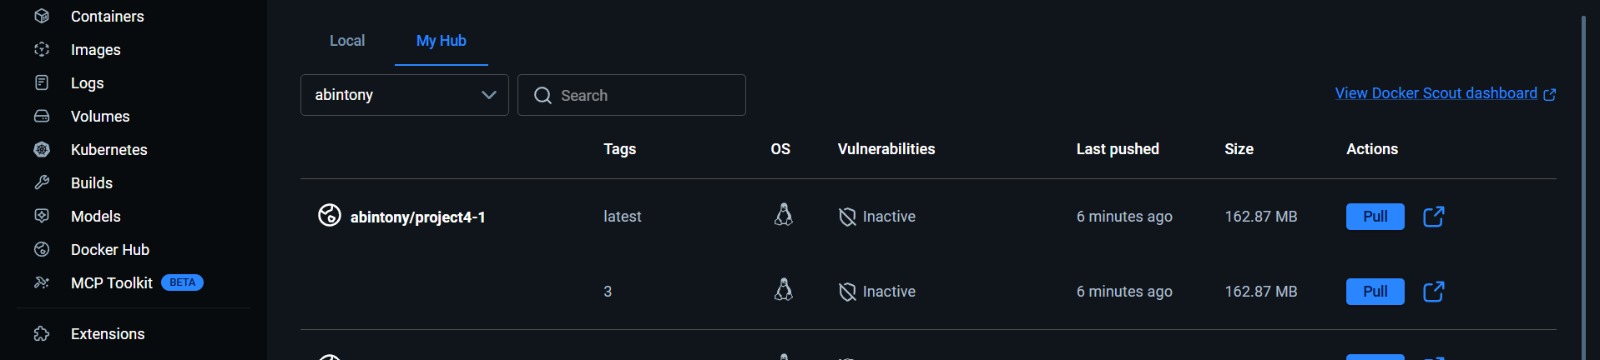 Containers
Images
Logs
Volumes
Kubernetes
Builds
Models
Docker Hub
MCP Toolkit BETA
Extensions
Local My Hub
abintony Search View Docker Scout dashboard
Tags OS Vulnerabilities Last pushed Size Actions
abintony/project4-1 latest Inactive 6 minutes ago 162.87 MB Pull
3 Inactive 6 minutes ago 162.87 MB Pull